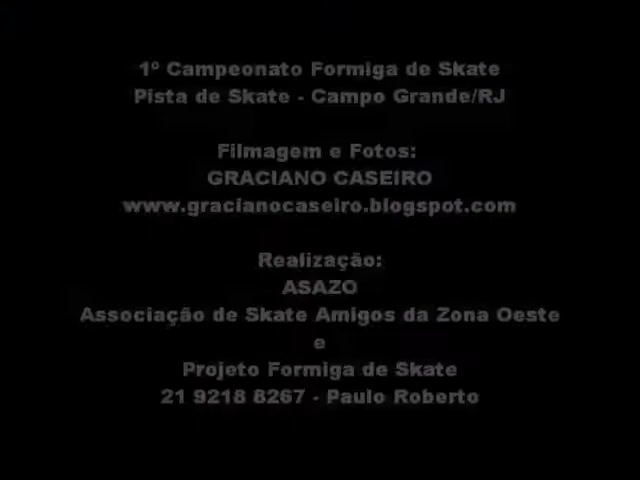 1º Campeonato Formiga de Skate
Pista de Skate - Campo Grande/RJ
Filmagem e Fotos:
GRACIANO CASEIRO
www.gracianocaseiro.blogspot.com
Realização:
ASAZO
Associação de Skate Amigos da Zona Oeste
e
Projeto Formiga de Skate
21 9218 8267 - Paulo Roberto